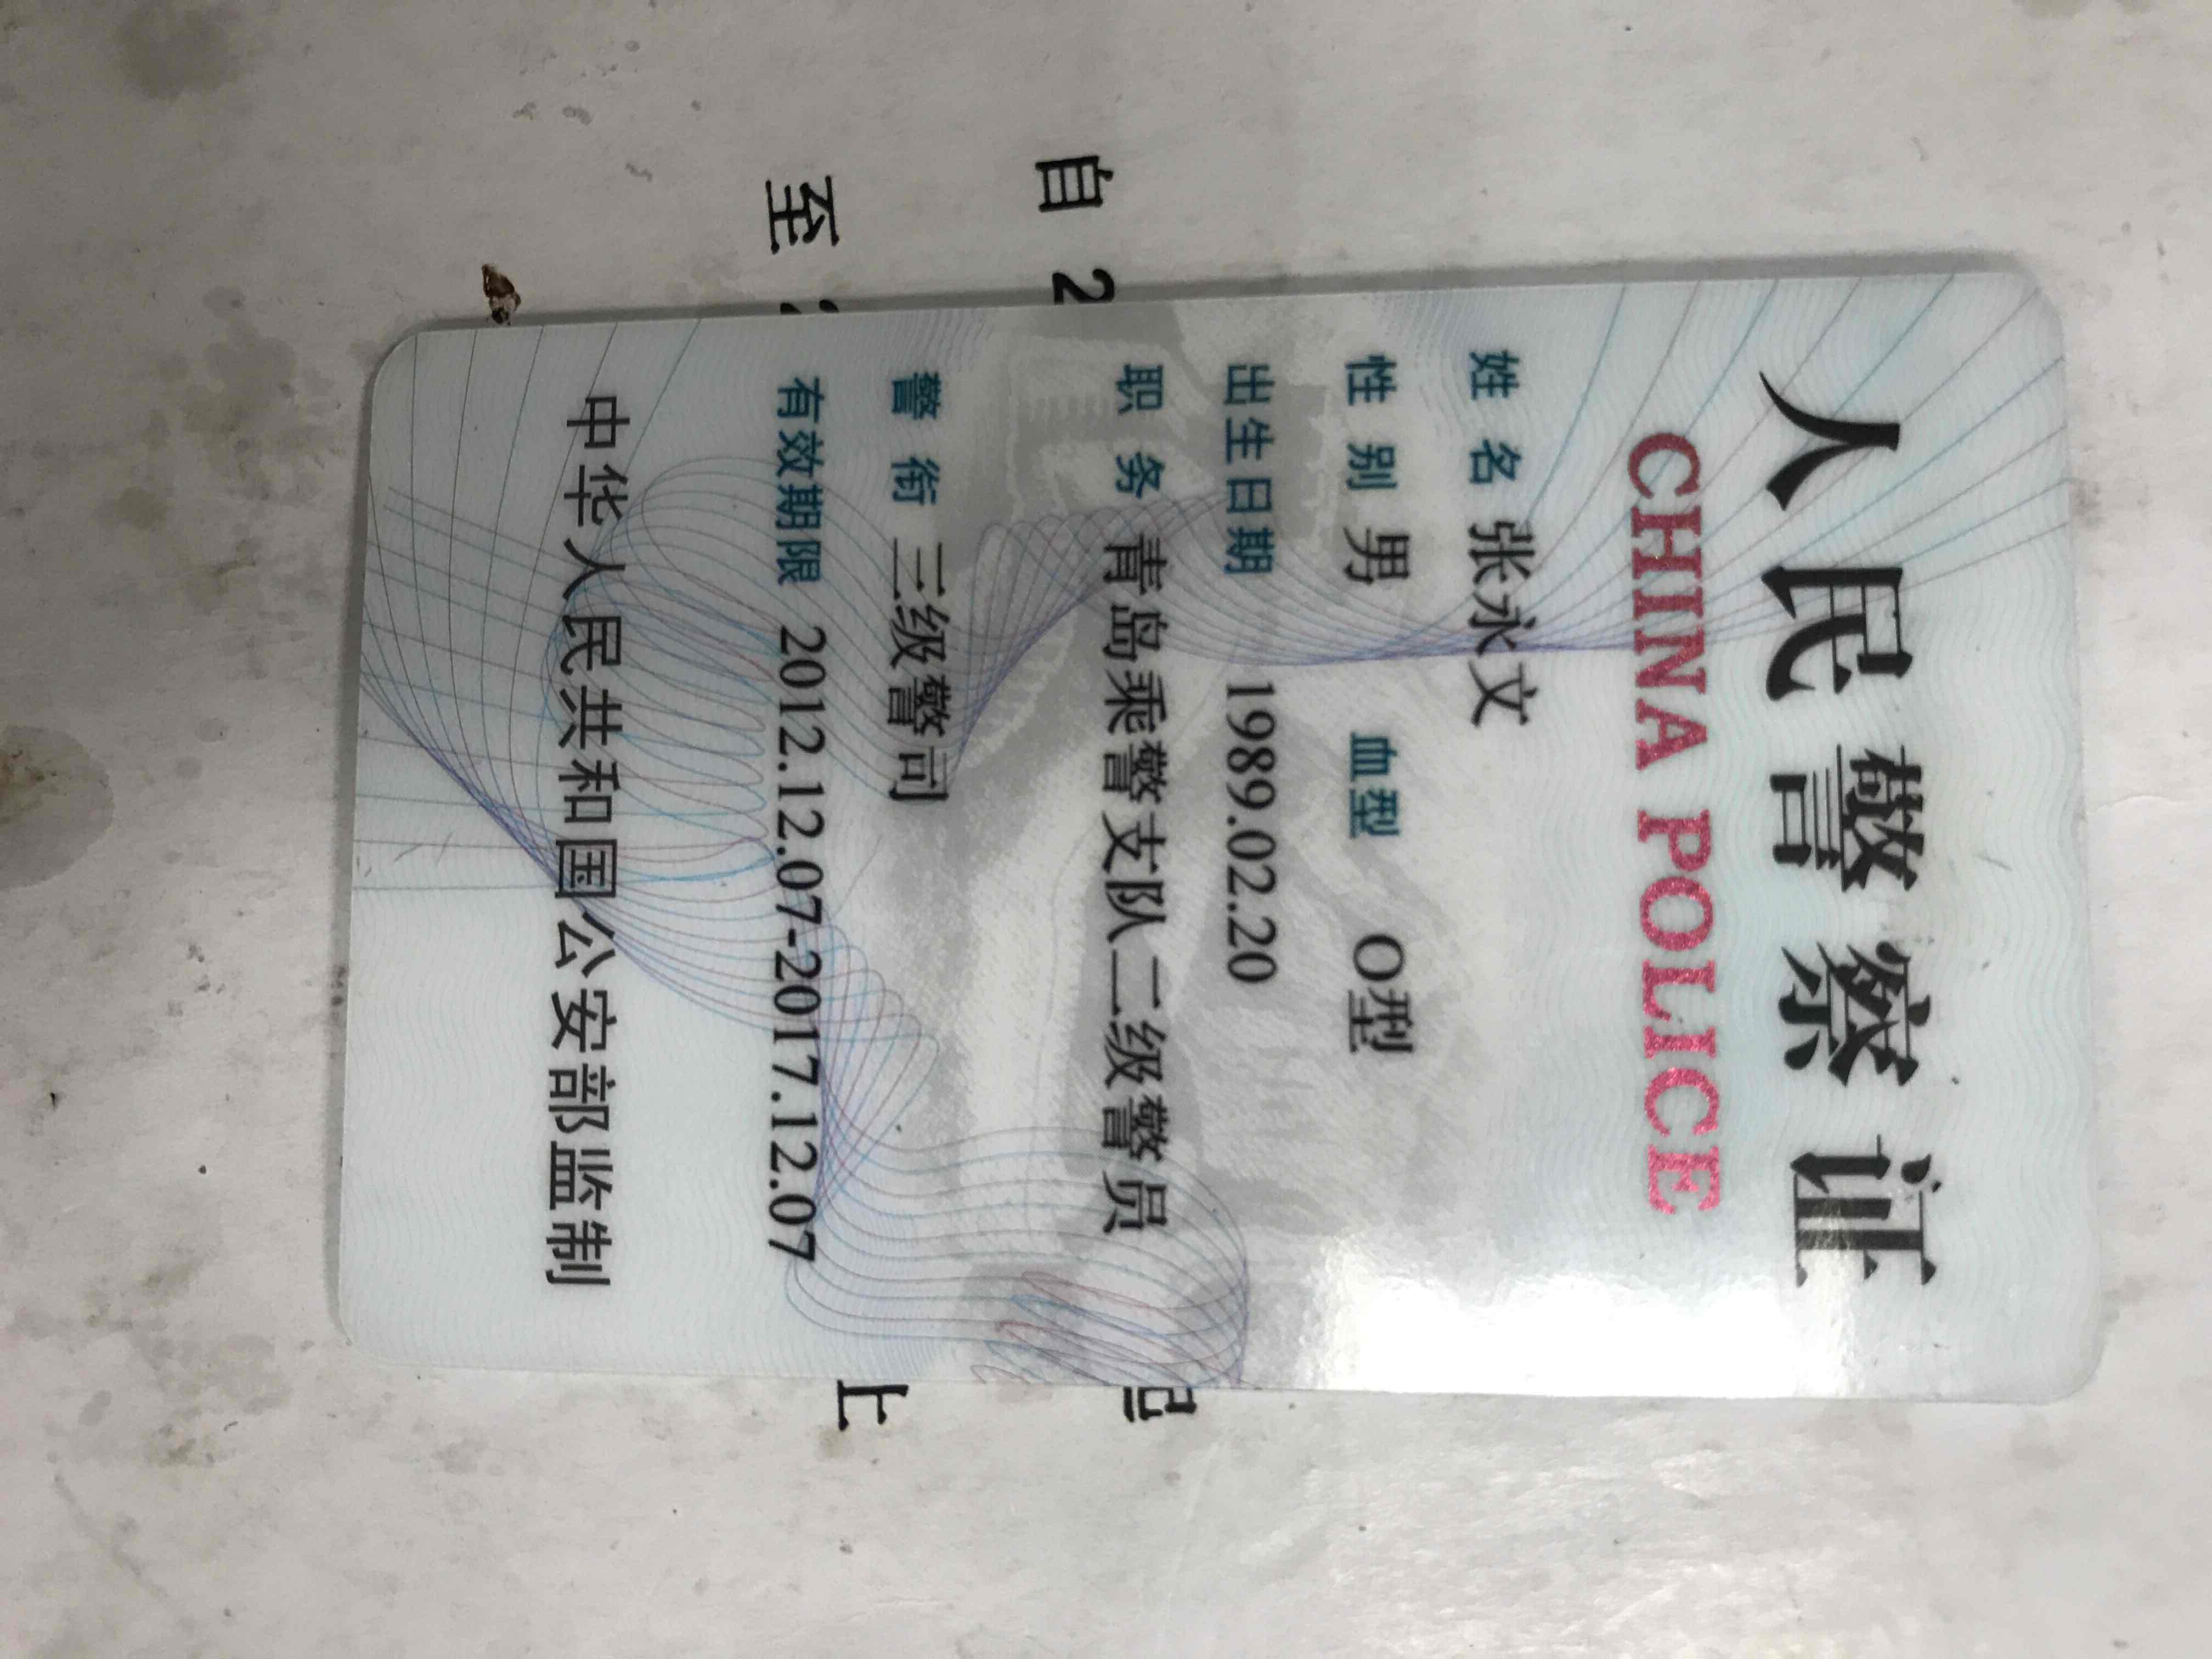 人民警察证
CHINA POLICE
姓 名 张永文
性 别 男 血型 O型
出生日期 1989.02.20
职 务 青岛乘警支队二级警员
警 衔 三级警司
有效期限 2012.12.07-2017.12.07
中华人民共和国公安部监制
自 2
至
上